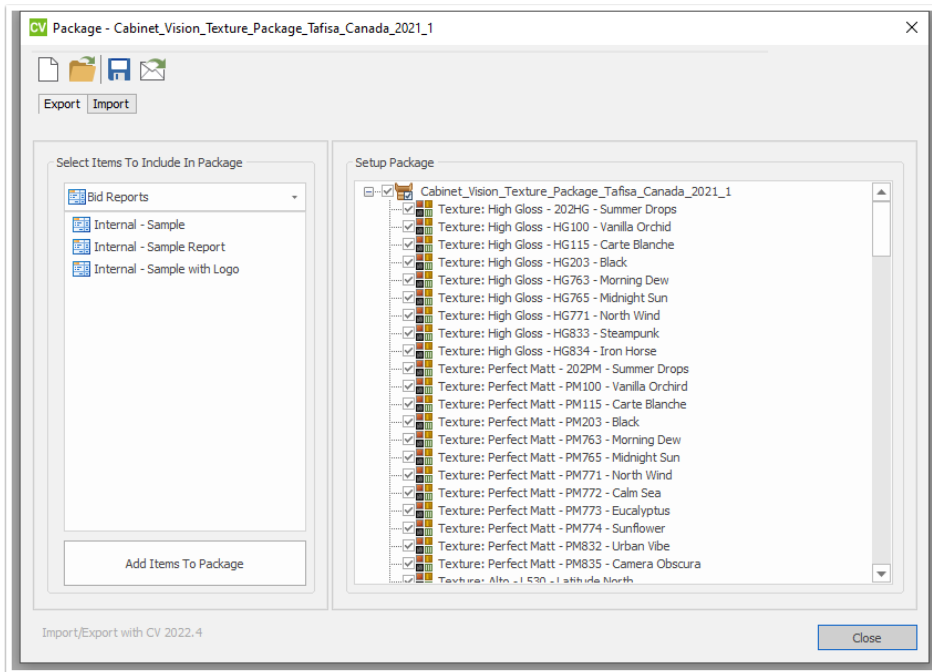 CV Package - Cabinet_Vision_Texture_Package_Tafisa_Canada_2021_1
Export Import
Select Items To Include In Package
Bid Reports
Internal - Sample
Internal - Sample Report
Internal - Sample with Logo
Add Items To Package
Setup Package
Cabinet_Vision_Texture_Package_Tafisa_Canada_2021_1
Texture: High Gloss - 202HG - Summer Drops
Texture: High Gloss - HG100 - Vanilla Orchid
Texture: High Gloss - HG115 - Carte Blanche
Texture: High Gloss - HG203 - Black
Texture: High Gloss - HG763 - Morning Dew
Texture: High Gloss - HG765 - Midnight Sun
Texture: High Gloss - HG771 - North Wind
Texture: High Gloss - HG833 - Steampunk
Texture: High Gloss - HG834 - Iron Horse
Texture: Perfect Matt - 202PM - Summer Drops
Texture: Perfect Matt - PM100 - Vanilla Orchird
Texture: Perfect Matt - PM115 - Carte Blanche
Texture: Perfect Matt - PM203 - Black
Texture: Perfect Matt - PM763 - Morning Dew
Texture: Perfect Matt - PM765 - Midnight Sun
Texture: Perfect Matt - PM771 - North Wind
Texture: Perfect Matt - PM772 - Calm Sea
Texture: Perfect Matt - PM773 - Eucalyptus
Texture: Perfect Matt - PM774 - Sunflower
Texture: Perfect Matt - PM832 - Urban Vibe
Texture: Perfect Matt - PM835 - Camera Obscura
Texture: Alto - L530 - Latitude North
Import/Export with CV 2022.4
Close